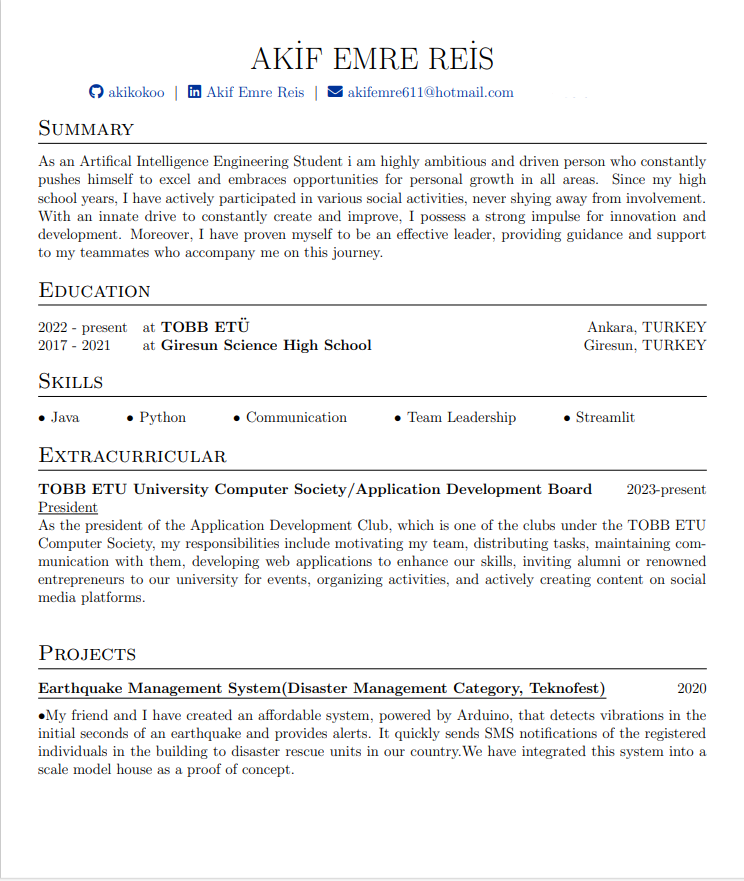 AKİF EMRE REİS
akikokoo | Akif Emre Reis | akifemre611@hotmail.com
Summary
As an Artifical Intelligence Engineering Student i am highly ambitious and driven person who constantly
pushes himself to excel and embraces opportunities for personal growth in all areas. Since my high
school years, I have actively participated in various social activities, never shying away from involvement.
With an innate drive to constantly create and improve, I possess a strong impulse for innovation and
development. Moreover, I have proven myself to be an effective leader, providing guidance and support
to my teammates who accompany me on this journey.
Education
2022 - present at TOBB ETÜ Ankara, TURKEY
2017 - 2021 at Giresun Science High School Giresun, TURKEY
Skills
• Java • Python • Communication • Team Leadership • Streamlit
Extracurricular
TOBB ETU University Computer Society/Application Development Board 2023-present
President
As the president of the Application Development Club, which is one of the clubs under the TOBB ETU
Computer Society, my responsibilities include motivating my team, distributing tasks, maintaining com-
munication with them, developing web applications to enhance our skills, inviting alumni or renowned
entrepreneurs to our university for events, organizing activities, and actively creating content on social
media platforms.
Projects
Earthquake Management System(Disaster Management Category, Teknofest) 2020
•My friend and I have created an affordable system, powered by Arduino, that detects vibrations in the
initial seconds of an earthquake and provides alerts. It quickly sends SMS notifications of the registered
individuals in the building to disaster rescue units in our country.We have integrated this system into a
scale model house as a proof of concept.